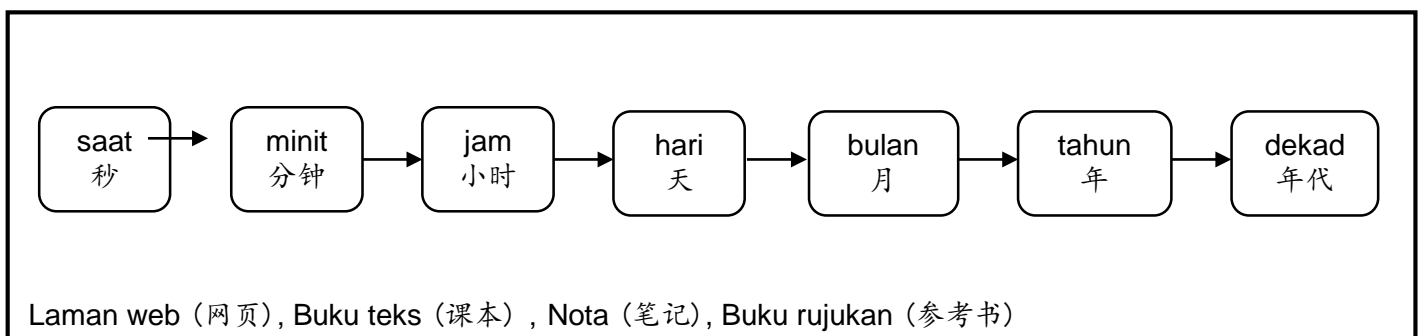 saat minit jam hari bulan tahun dekad
秒 分钟 小时 天 月 年 年代
Laman web (网页), Buku teks (课本) , Nota (笔记), Buku rujukan (参考书)